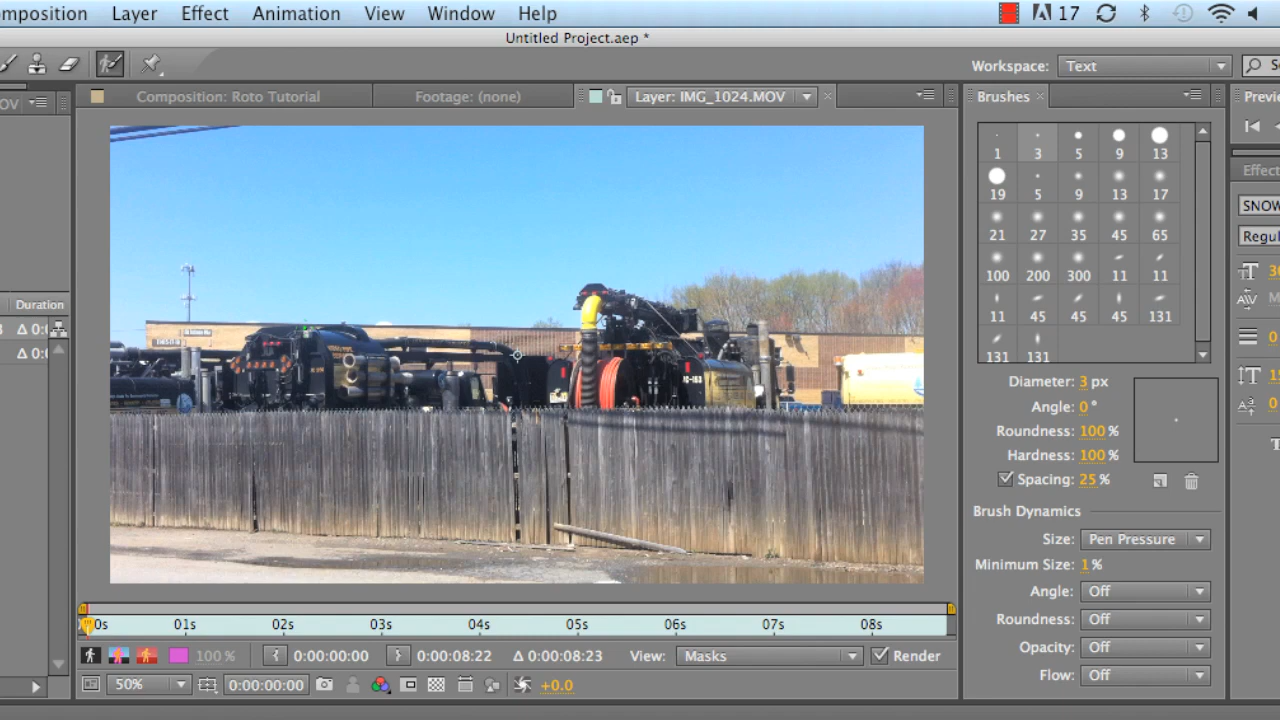 omposition Layer Effect Animation View Window Help 17
Untitled Project.aep *
Workspace: Text
OV Composition: Roto Tutorial Footage: (none) Layer: IMG_1024.MOV × Brushes × Previe
1 3 5 9 13
19 5 9 13 17
21 27 35 45 65
100 200 300 11 11
11 45 45 45 131
131 131
Effect
SNOW
Regul
Duration
Δ 0:
Δ 0:
Diameter: 3 px
Angle: 0 °
Roundness: 100 %
Hardness: 100 %
Spacing: 25 %
Brush Dynamics
Size: Pen Pressure
Minimum Size: 1 %
Angle: Off
Roundness: Off
Opacity: Off
Flow: Off
0s 01s 02s 03s 04s 05s 06s 07s 08s
100 % 0:00:00:00 0:00:08:22 Δ 0:00:08:23 View: Masks Render
50% 0:00:00:00 +0.0